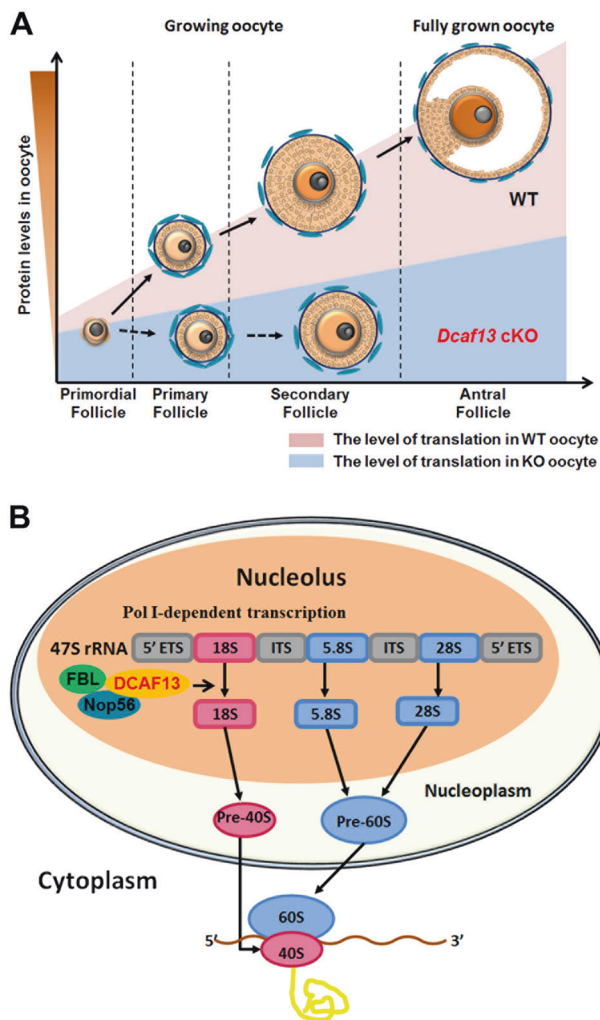 A
Growing oocyte
Fully grown oocyte
Protein levels in oocyte
WT
Dcaf13 cKO
Primordial Follicle
Primary Follicle
Secondary Follicle
Antral Follicle
The level of translation in WT oocyte
The level of translation in KO oocyte
B
Nucleolus
Pol I-dependent transcription
47S rRNA
5' ETS
18S
ITS
5.8S
ITS
28S
5' ETS
FBL
DCAF13
Nop56
18S
5.8S
28S
Nucleoplasm
Pre-40S
Pre-60S
Cytoplasm
60S
5'
3'
40S